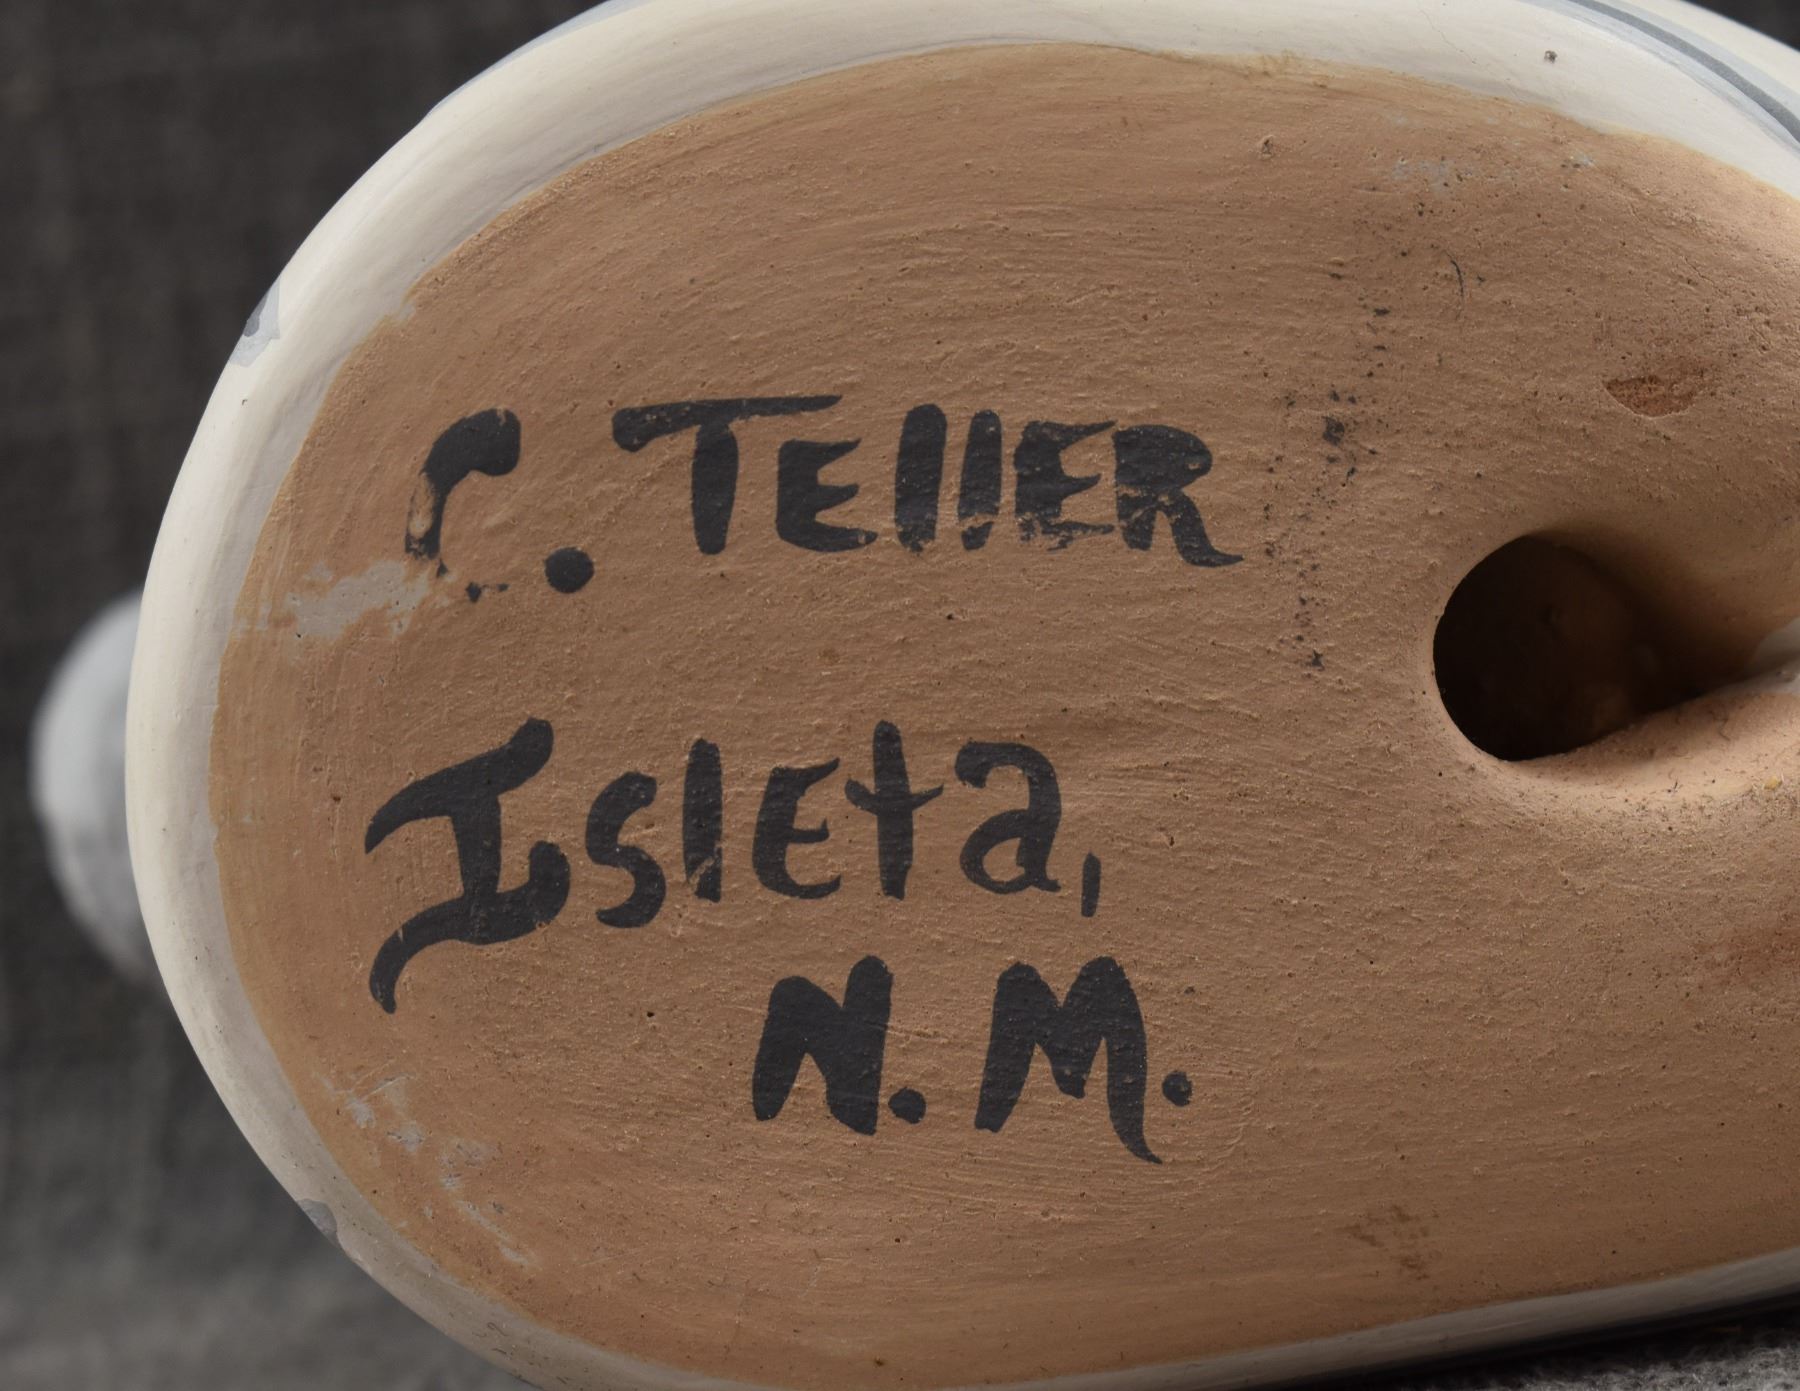 C. Teller
Isleta,
N.M.